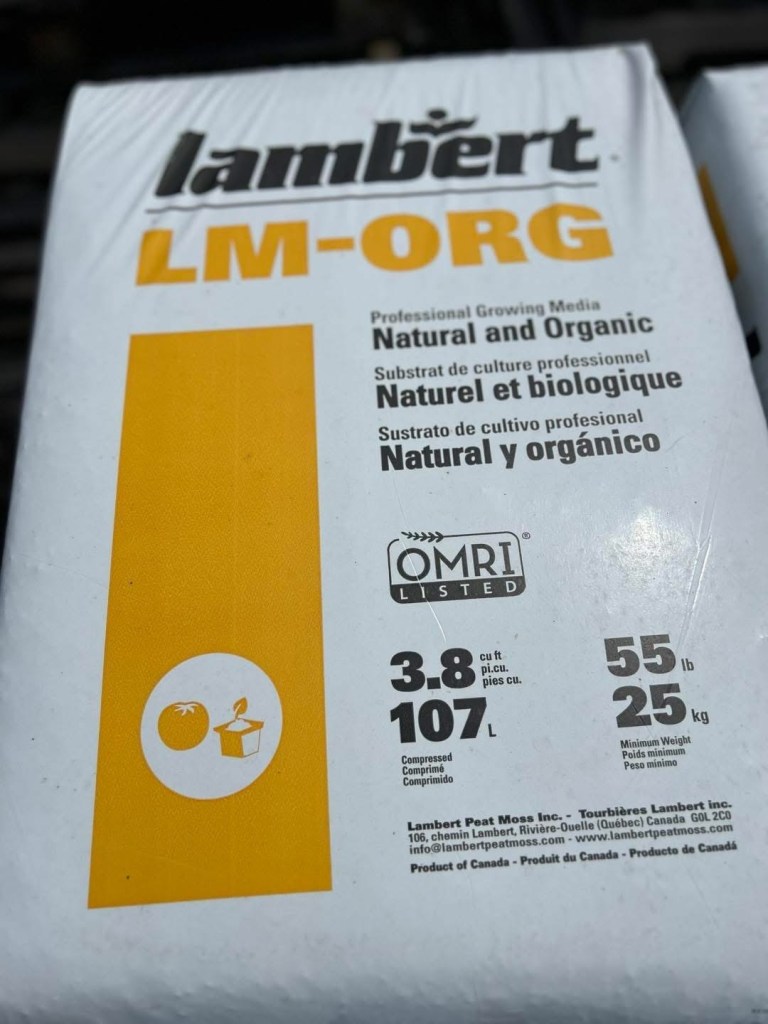 lambert
LM-ORG
Professional Growing Media
Natural and Organic
Substrat de culture professionnel
Naturel et biologique
Sustrato de cultivo profesional
Natural y orgánico
OMRI ®
LISTED
3.8 cu ft
pi.cu.
pies cu.
107 L
Compressed
Comprimé
Comprimido
55 lb
25 kg
Minimum Weight
Poids minimum
Peso mínimo
Lambert Peat Moss Inc. - Tourbières Lambert inc.
106, chemin Lambert, Rivière-Ouelle (Québec) Canada G0L 2C0
info@lambertpeatmoss.com - www.lambertpeatmoss.com
Product of Canada - Produit du Canada - Producto de Canadá